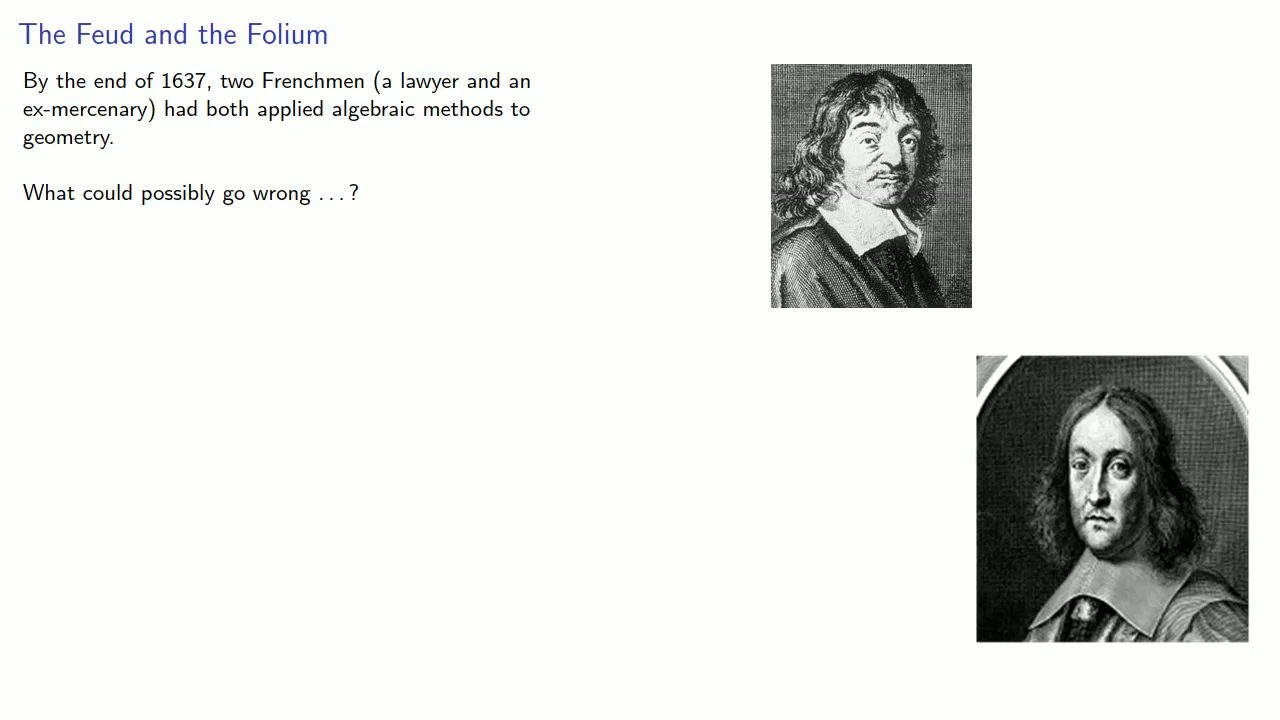 The Feud and the Folium
By the end of 1637, two Frenchmen (a lawyer and an
ex-mercenary) had both applied algebraic methods to
geometry.
What could possibly go wrong . . . ?